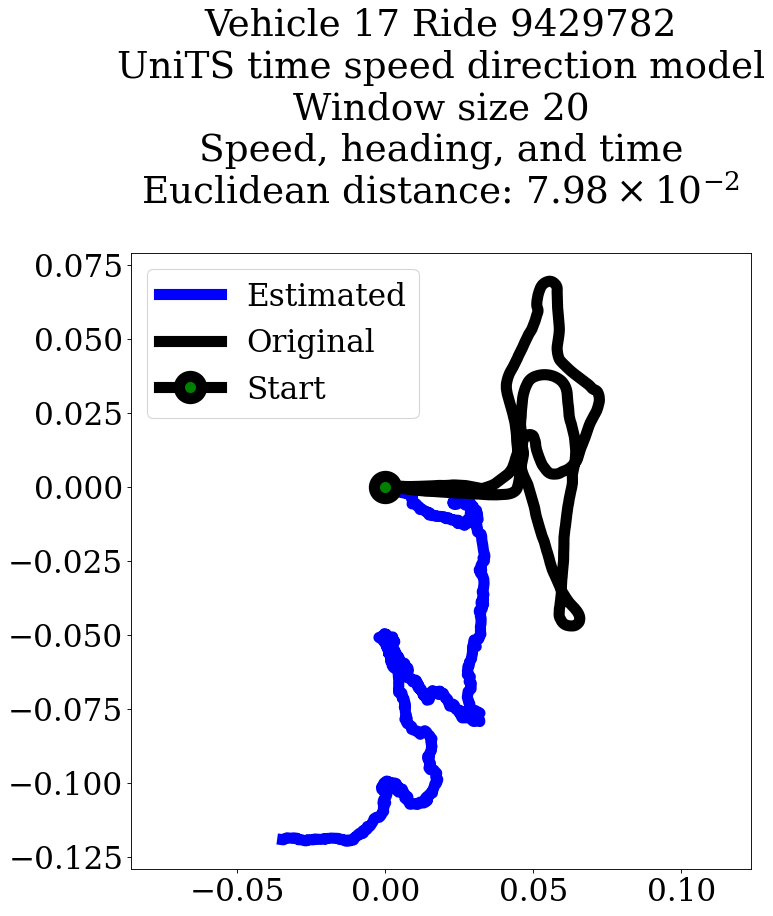 Vehicle 17 Ride 9429782
UniTS time speed direction model
Window size 20
Speed, heading, and time
Euclidean distance: 7.98 × 10⁻²
0.075
0.050
0.025
0.000
−0.025
−0.050
−0.075
−0.100
−0.125
Estimated
Original
Start
−0.05 0.00 0.05 0.10